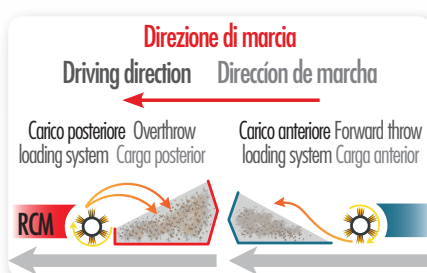 Direzione di marcia
Driving direction Direccíon de marcha
Carico posteriore Overthrow
loading system Carga posterior
Carico anteriore Forward throw
loading system Carga anterior
RCM